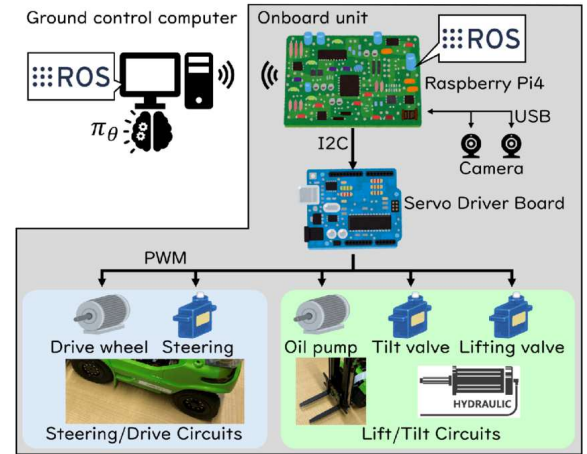 Ground control computer
Onboard unit
ROS
ROS
Raspberry Pi4
πθ
USB
I2C
Camera
Servo Driver Board
PWM
Drive wheel
Steering
Oil pump
Tilt valve
Lifting valve
HYDRAULIC
Steering/Drive Circuits
Lift/Tilt Circuits